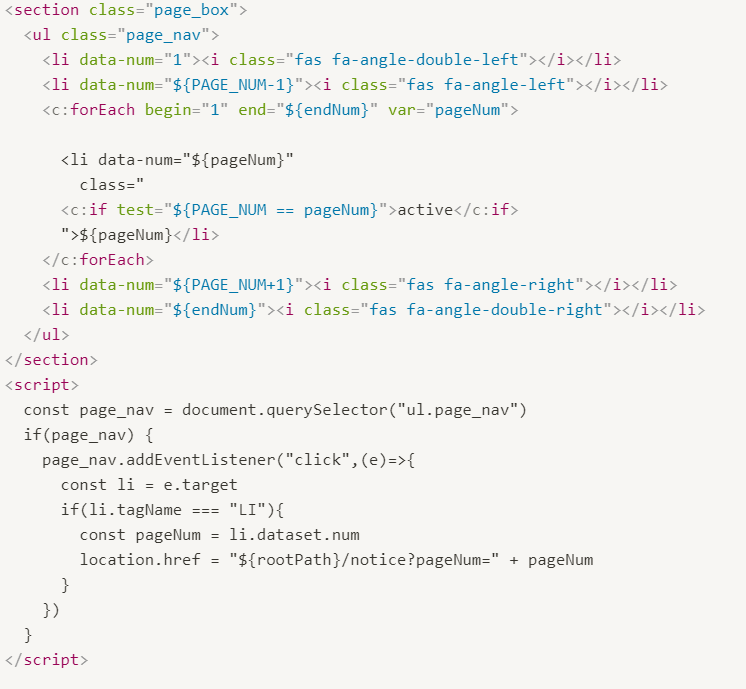 <section class="page_box">
<ul class="page_nav">
<li data-num="1"><i class="fas fa-angle-double-left"></i></li>
<li data-num="${PAGE_NUM-1}"><i class="fas fa-angle-left"></i></li>
<c:forEach begin="1" end="${endNum}" var="pageNum">
<li data-num="${pageNum}"
class="
<c:if test="${PAGE_NUM == pageNum}">active</c:if>
">${pageNum}</li>
</c:forEach>
<li data-num="${PAGE_NUM+1}"><i class="fas fa-angle-right"></i></li>
<li data-num="${endNum}"><i class="fas fa-angle-double-right"></i></li>
</ul>
</section>
<script>
const page_nav = document.querySelector("ul.page_nav")
if(page_nav) {
page_nav.addEventListener("click",(e)=>{
const li = e.target
if(li.tagName === "LI"){
const pageNum = li.dataset.num
location.href = "${rootPath}/notice?pageNum=" + pageNum
}
})
}
</script>